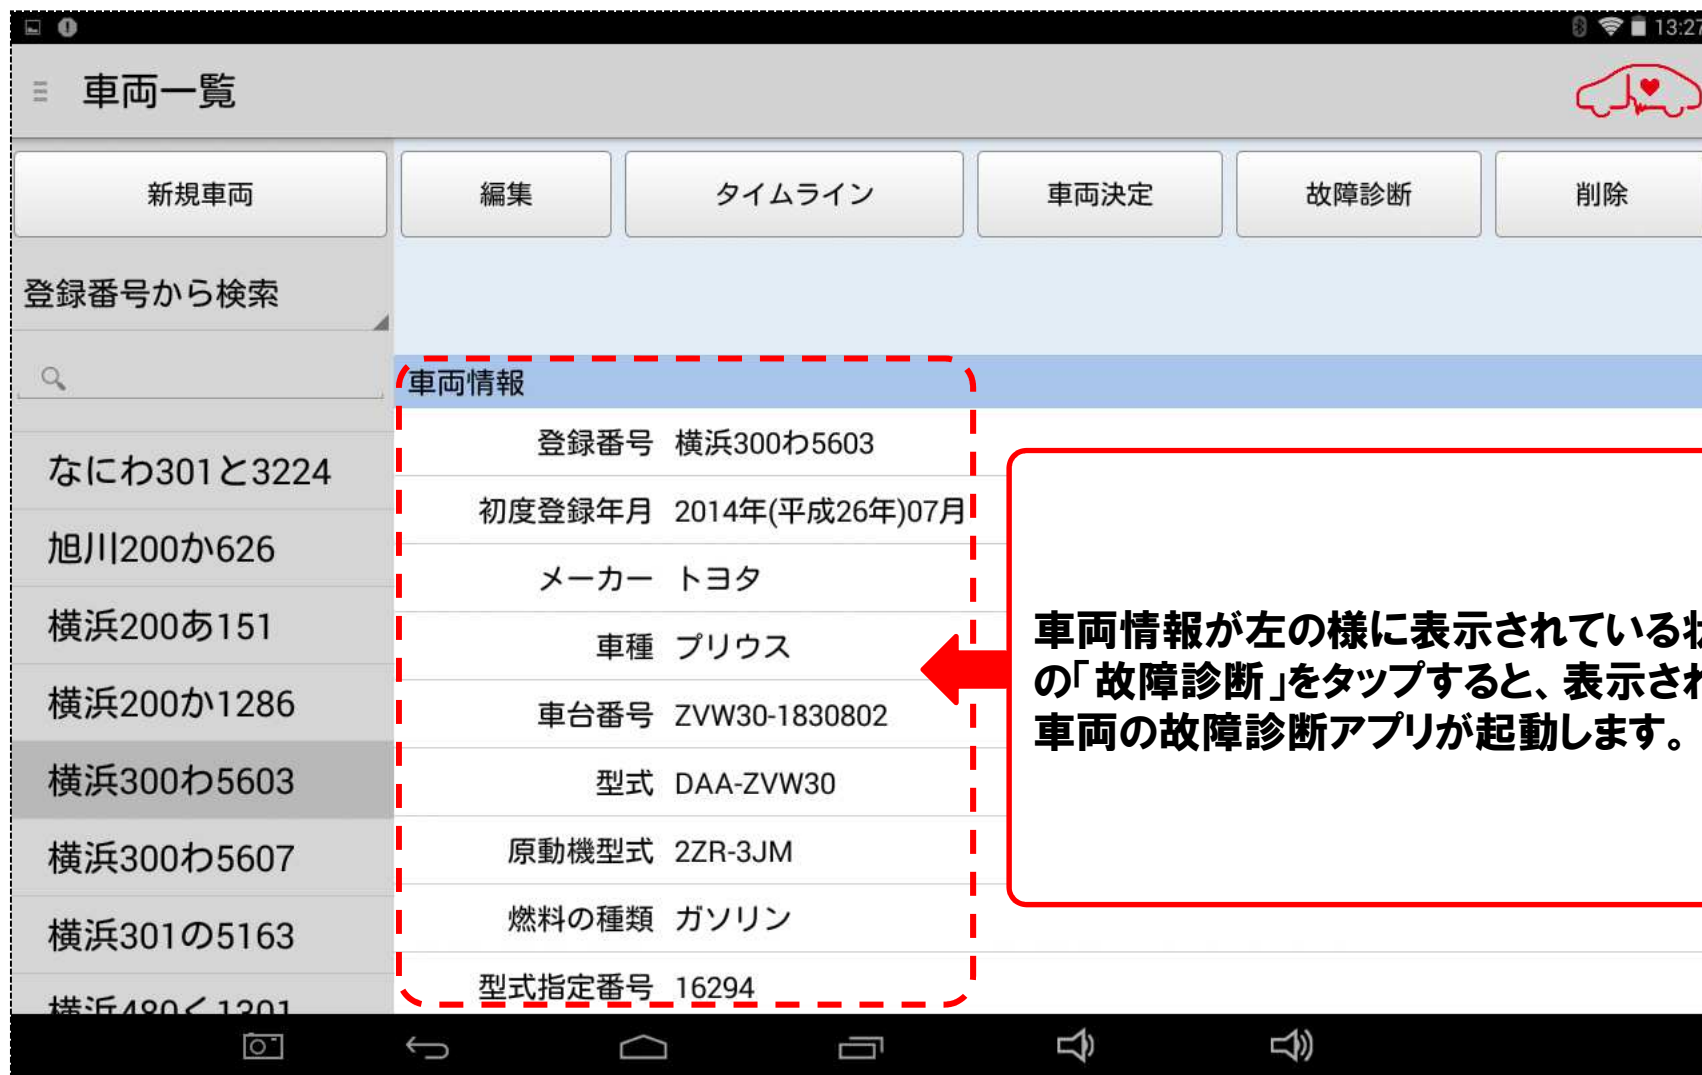 13:27
車両一覧
新規車両
編集
タイムライン
車両決定
故障診断
削除
登録番号から検索
なにわ301と3224
旭川200か626
横浜200あ151
横浜200か1286
横浜300わ5603
横浜300わ5607
横浜301の5163
横浜480く1301
車両情報
登録番号 横浜300わ5603
初度登録年月 2014年(平成26年)07月
メーカー トヨタ
車種 プリウス
車台番号 ZVW30-1830802
型式 DAA-ZVW30
原動機型式 2ZR-3JM
燃料の種類 ガソリン
型式指定番号 16294
車両情報が左の様に表示されている
の「故障診断」をタップすると、表示され
車両の故障診断アプリが起動します。